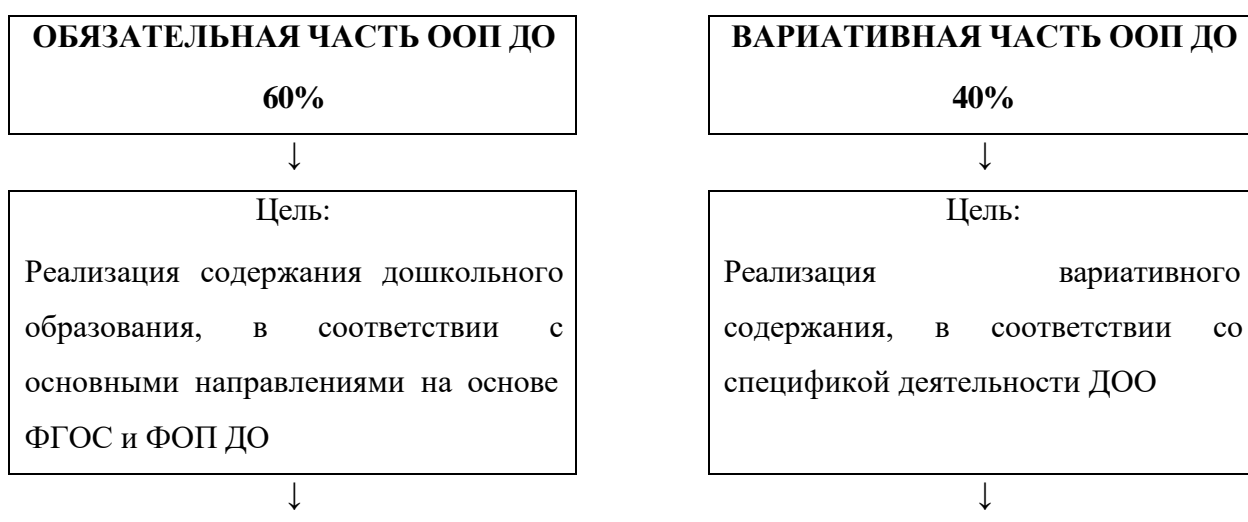 ОБЯЗАТЕЛЬНАЯ ЧАСТЬ ООП ДО
60%
↓
Цель:
Реализация содержания дошкольного
образования, в соответствии с
основными направлениями на основе
ФГОС и ФОП ДО
↓
ВАРИАТИВНАЯ ЧАСТЬ ООП ДО
40%
↓
Цель:
Реализация вариативного
содержания, в соответствии со
спецификой деятельности ДОО
↓